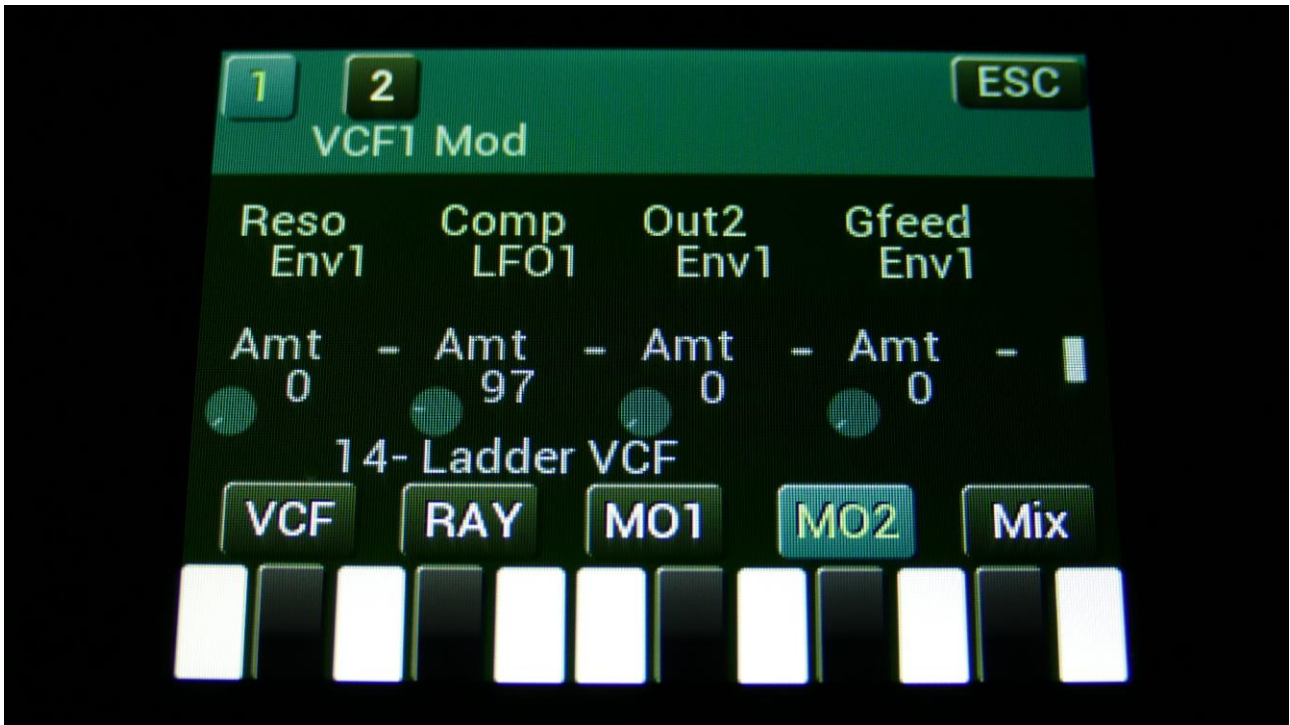 1 2 ESC
VCF1 Mod
Reso Comp Out2 Gfeed
Env1 LFO1 Env1 Env1
Amt - Amt - Amt - Amt -
0 97 0 0
14- Ladder VCF
VCF RAY MO1 MO2 Mix